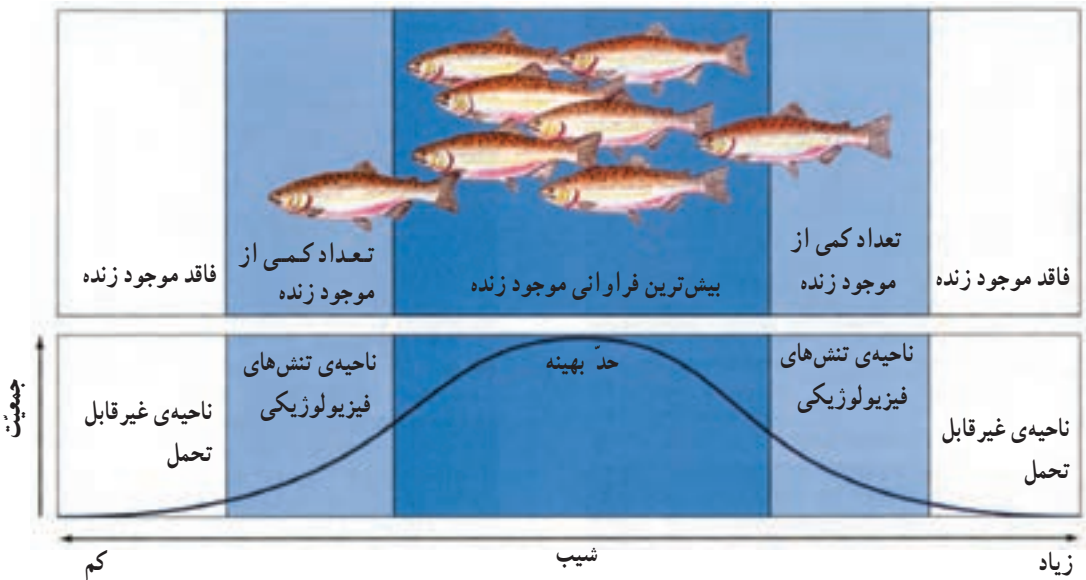 فاقد موجود زنده
تعداد کمی از
موجود زنده
بیش‌ترین فراوانی موجود زنده
تـعـداد کـمـی از
موجود زنده
فاقد موجود زنده
ناحیه‌ی غیرقابل
تحمل
ناحیه‌ی تنش‌های
فیزیولوژیکی
حدّ بهینه
ناحیه‌ی تنش‌های
فیزیولوژیکی
ناحیه‌ی غیرقابل
تحمل
جمعیّت
زیاد
شیب
کم